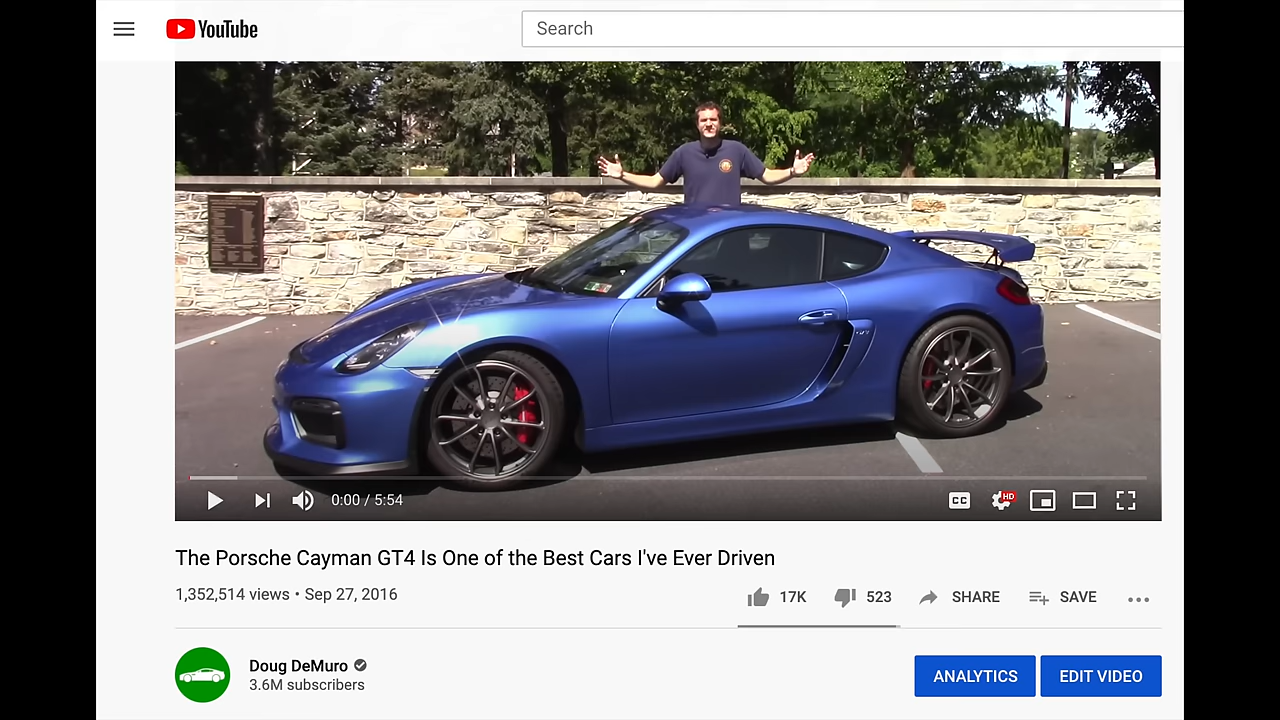 YouTube
Search
0:00 / 5:54
CC
HD
The Porsche Cayman GT4 Is One of the Best Cars I've Ever Driven
1,352,514 views • Sep 27, 2016
17K
523
SHARE
SAVE
Doug DeMuro
3.6M subscribers
ANALYTICS
EDIT VIDEO